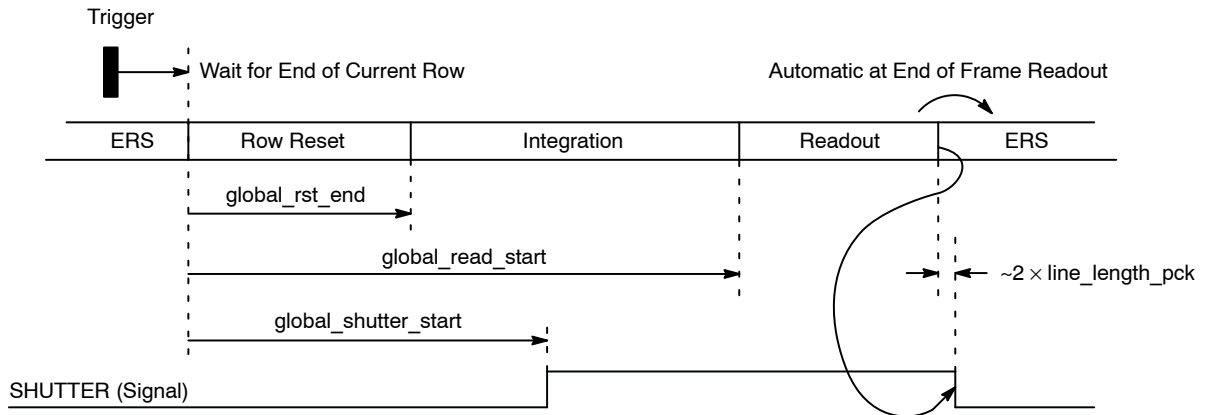 Trigger
Wait for End of Current Row
Automatic at End of Frame Readout
ERS
Row Reset
Integration
Readout
ERS
global_rst_end
global_read_start
~2 × line_length_pck
global_shutter_start
SHUTTER (Signal)